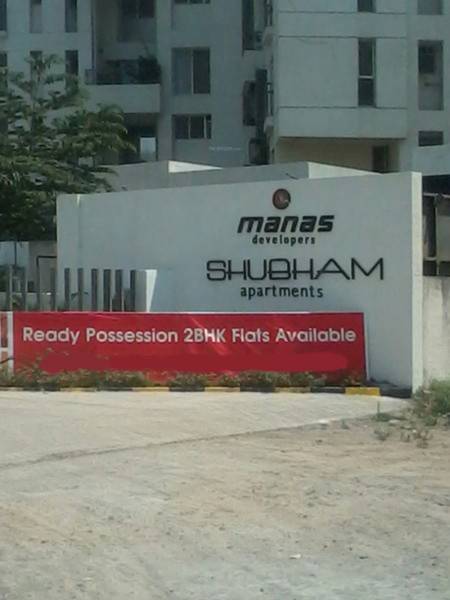 manas
developers
SHUBHAM
apartments
Ready Possession 2BHK Flats Available